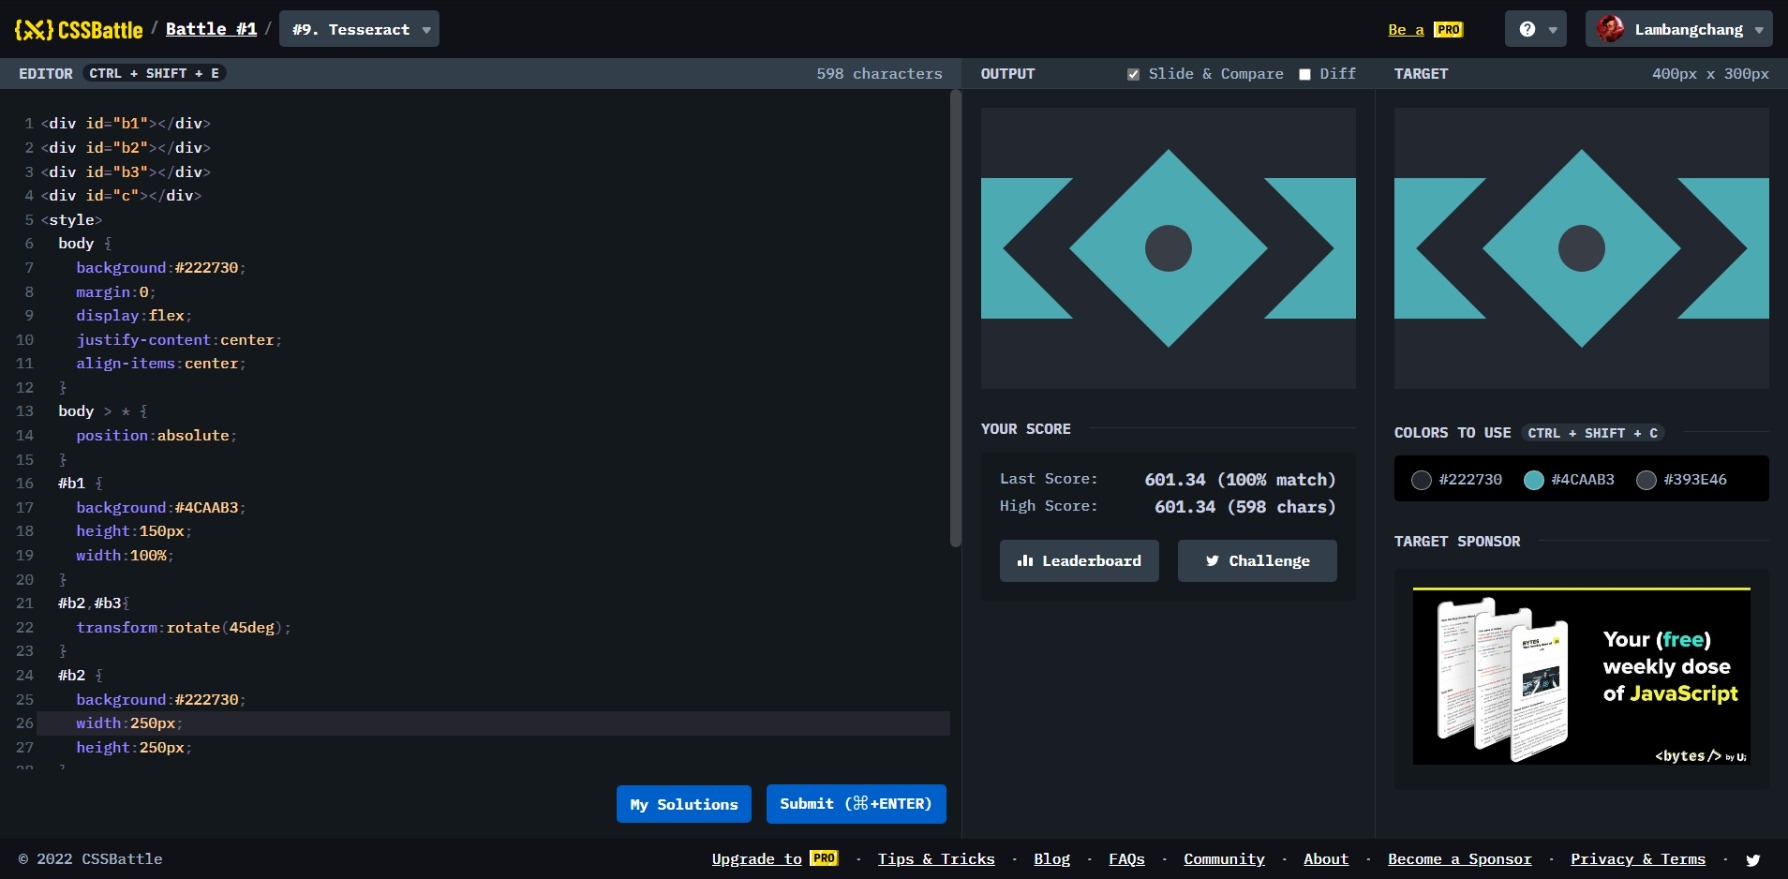 {X} CSSBattle / Battle #1 / #9. Tesseract
Be a PRO
? Lambangchang
EDITOR CTRL + SHIFT + E 598 characters
OUTPUT Slide & Compare Diff
TARGET 400px x 300px
1 <div id="b1"></div>
2 <div id="b2"></div>
3 <div id="b3"></div>
4 <div id="c"></div>
5 <style>
6 body {
7 background:#222730;
8 margin:0;
9 display:flex;
10 justify-content:center;
11 align-items:center;
12 }
13 body > * {
14 position:absolute;
15 }
16 #b1 {
17 background:#4CAAB3;
18 height:150px;
19 width:100%;
20 }
21 #b2,#b3{
22 transform:rotate(45deg);
23 }
24 #b2 {
25 background:#222730;
26 width:250px;
27 height:250px;
28 }
My Solutions Submit (⌘+ENTER)
YOUR SCORE
Last Score: 601.34 (100% match)
High Score: 601.34 (598 chars)
Leaderboard Challenge
COLORS TO USE CTRL + SHIFT + C
#222730 #4CAAB3 #393E46
TARGET SPONSOR
Your (free)
weekly dose
of JavaScript
<bytes/> by U;
© 2022 CSSBattle
Upgrade to PRO · Tips & Tricks · Blog · FAQs · Community · About · Become a Sponsor · Privacy & Terms ·